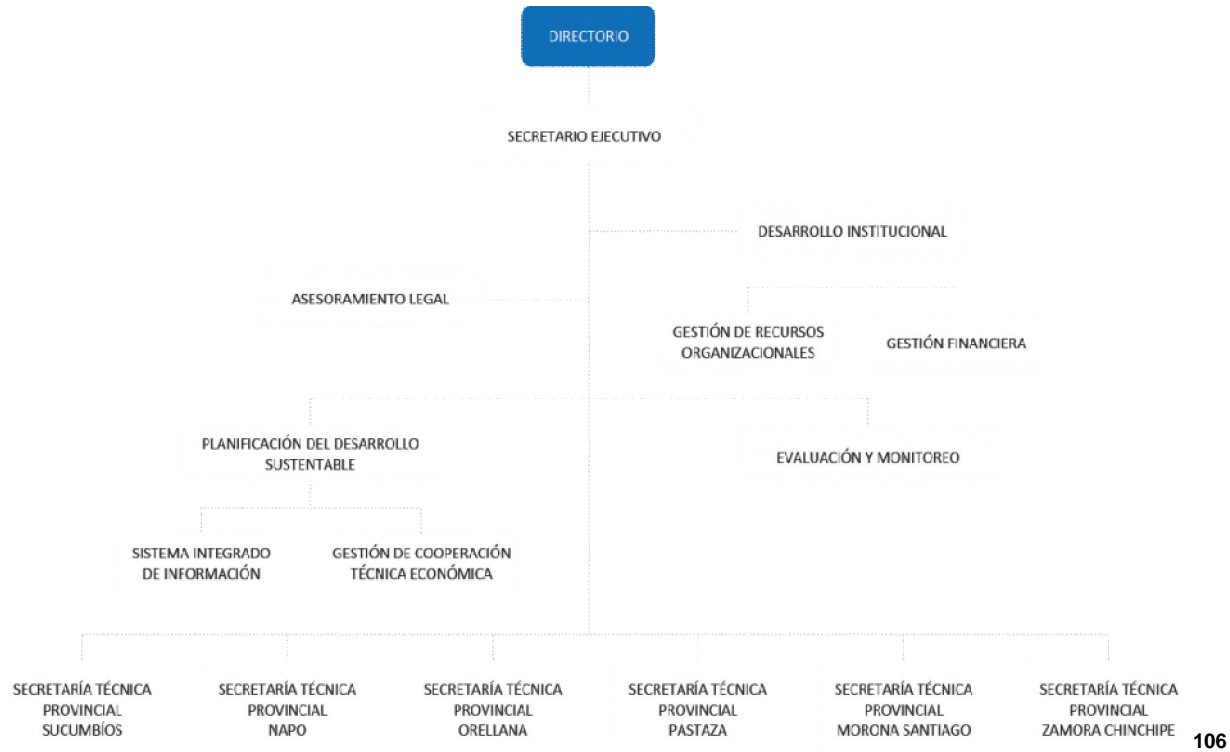 DIRECTORIO
SECRETARIO EJECUTIVO
DESARROLLO INSTITUCIONAL
ASESORAMIENTO LEGAL
GESTIÓN DE RECURSOS
ORGANIZACIONALES
GESTIÓN FINANCIERA
PLANIFICACIÓN DEL DESARROLLO
SUSTENTABLE
EVALUACIÓN Y MONITOREO
SISTEMA INTEGRADO
DE INFORMACIÓN
GESTIÓN DE COOPERACIÓN
TÉCNICA ECONÓMICA
SECRETARÍA TÉCNICA
PROVINCIAL
SUCUMBÍOS
SECRETARÍA TÉCNICA
PROVINCIAL
NAPO
SECRETARÍA TÉCNICA
PROVINCIAL
ORELLANA
SECRETARÍA TÉCNICA
PROVINCIAL
PASTAZA
SECRETARÍA TÉCNICA
PROVINCIAL
MORONA SANTIAGO
SECRETARÍA TÉCNICA
PROVINCIAL
ZAMORA CHINCHIPE
106